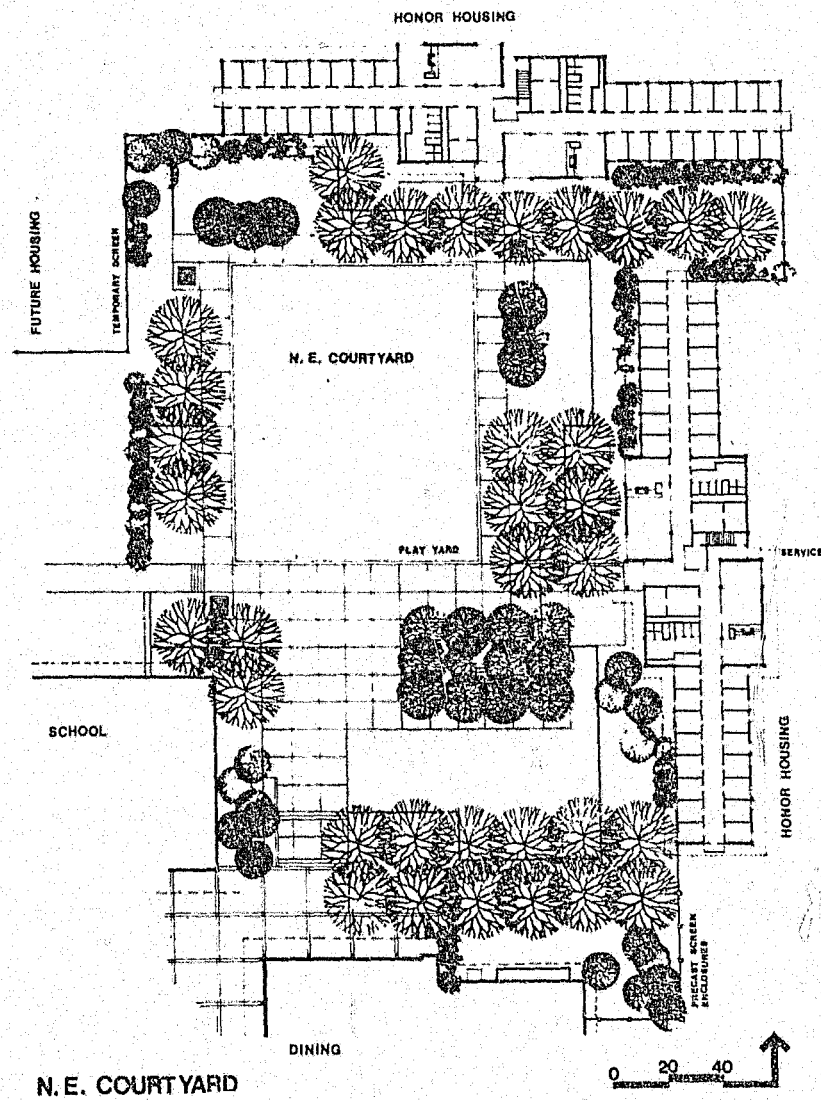 HONOR HOUSING
FUTURE HOUSING
TEMPORARY SCREEN
N. E. COURTYARD
PLAY YARD
SERVICE
SCHOOL
HONOR HOUSING
PRECAST SCREEN
ENCLOSURES
DINING
N. E. COURTYARD
0 20 40